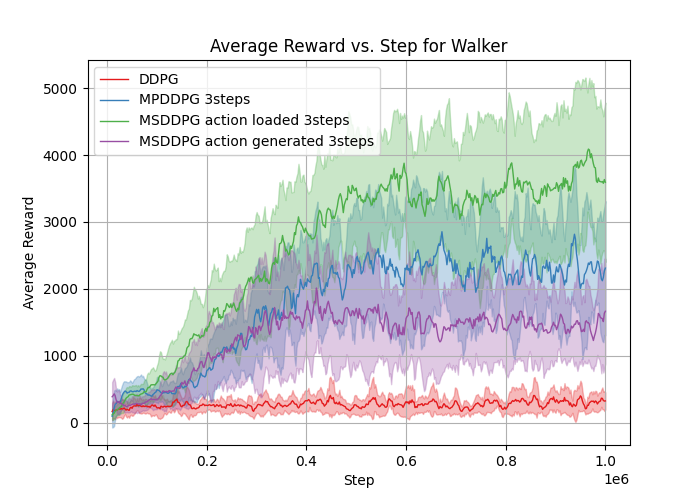 Average Reward vs. Step for Walker
DDPG
MPDDPG 3steps
MSDDPG action loaded 3steps
MSDDPG action generated 3steps
Average Reward
5000
4000
3000
2000
1000
0
0.0 0.2 0.4 0.6 0.8 1.0
1e6
Step